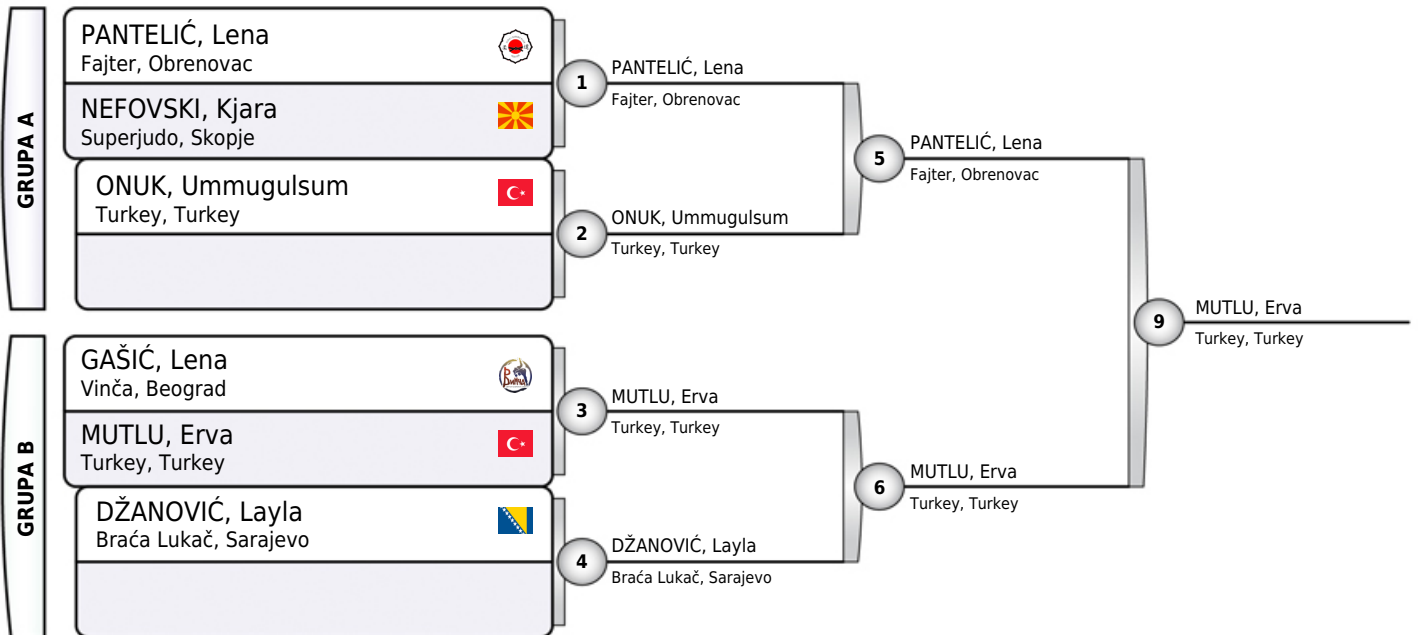 GRUPA A
PANTELIĆ, Lena
Fajter, Obrenovac
NEFOVSKI, Kjara
Superjudo, Skopje
ONUK, Ummugulsum
Turkey, Turkey
1
PANTELIĆ, Lena
Fajter, Obrenovac
2
ONUK, Ummugulsum
Turkey, Turkey
5
PANTELIĆ, Lena
Fajter, Obrenovac
GRUPA B
GAŠIĆ, Lena
Vinča, Beograd
MUTLU, Erva
Turkey, Turkey
DŽANOVIĆ, Layla
Braća Lukač, Sarajevo
3
MUTLU, Erva
Turkey, Turkey
4
DŽANOVIĆ, Layla
Braća Lukač, Sarajevo
6
MUTLU, Erva
Turkey, Turkey
9
MUTLU, Erva
Turkey, Turkey